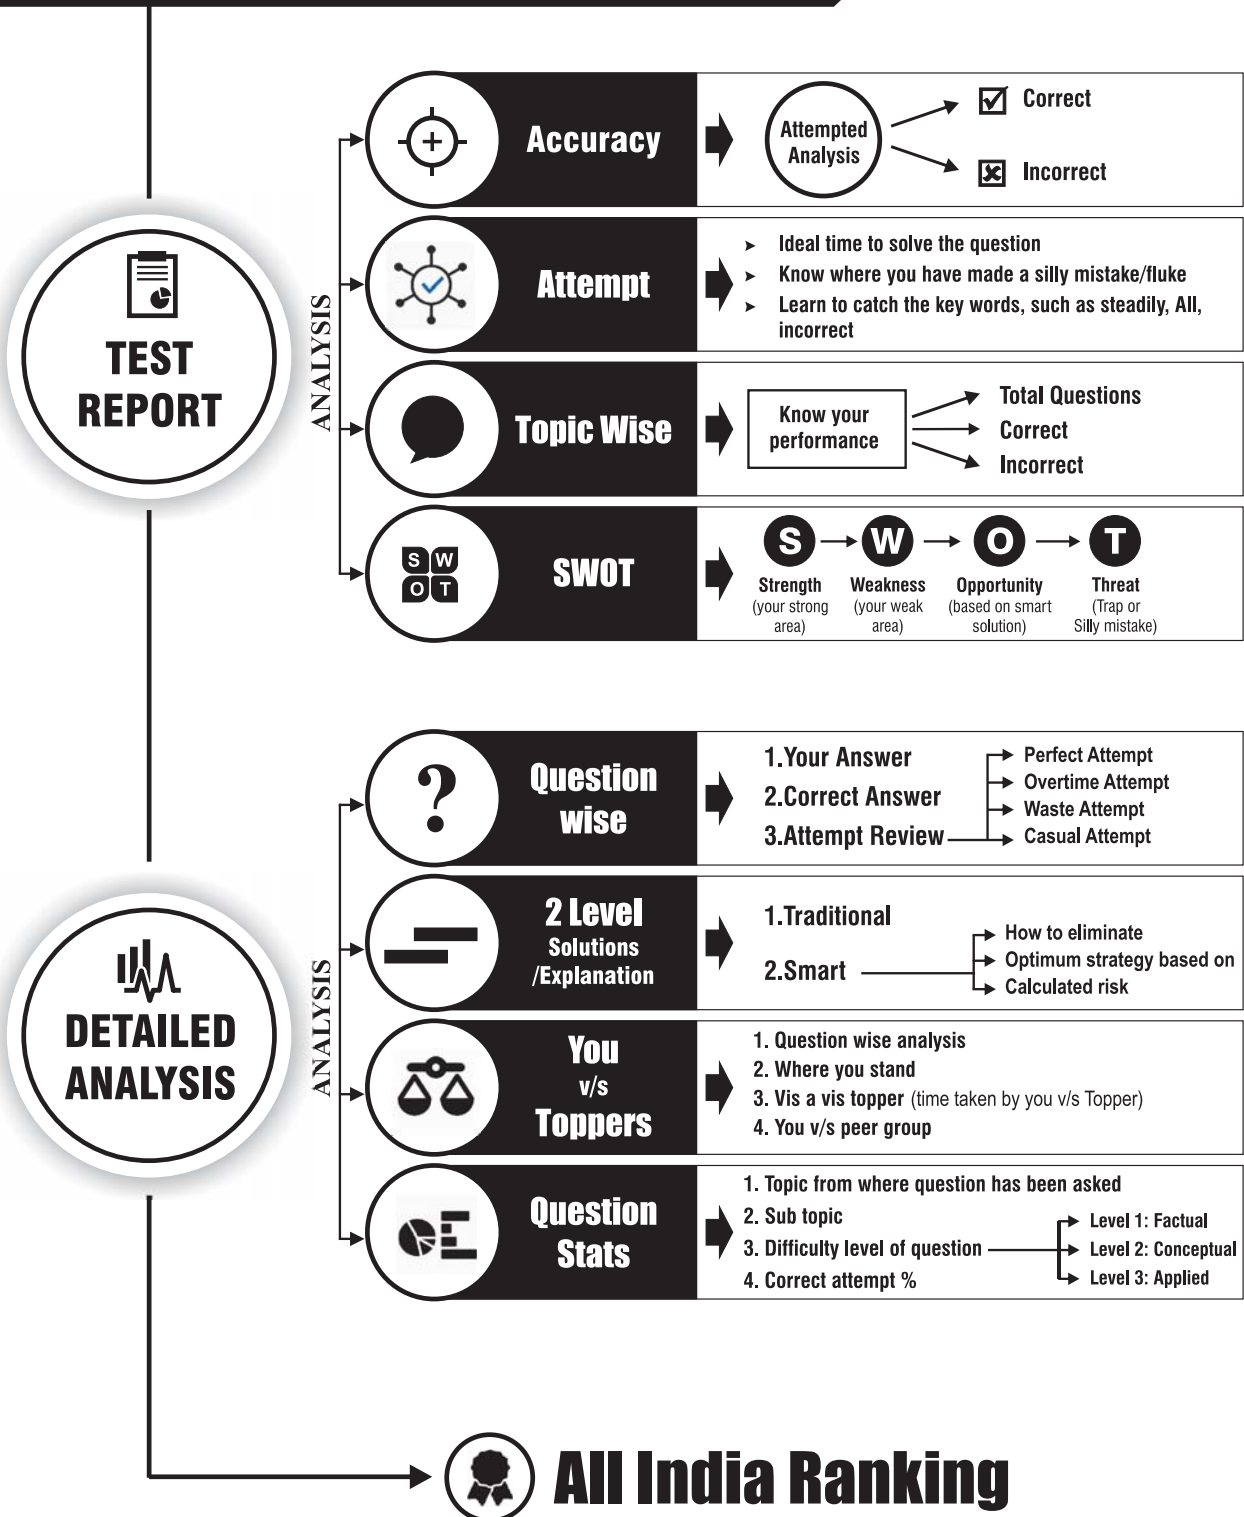 TEST
REPORT
ANALYSIS
Accuracy
Attempted
Analysis
Correct
Incorrect
Attempt
➤ Ideal time to solve the question
➤ Know where you have made a silly mistake/fluke
➤ Learn to catch the key words, such as steadily, All,
incorrect
Topic Wise
Know your
performance
Total Questions
Correct
Incorrect
S W
O T
SWOT
S W O T
Strength Weakness Opportunity Threat
(your strong (your weak (based on smart (Trap or
area) area) solution) Silly mistake)
DETAILED
ANALYSIS
ANALYSIS
?
Question
wise
1.Your Answer
2.Correct Answer
3.Attempt Review
Perfect Attempt
Overtime Attempt
Waste Attempt
Casual Attempt
2 Level
Solutions
/Explanation
1.Traditional
2.Smart
How to eliminate
Optimum strategy based on
Calculated risk
You
v/s
Toppers
1. Question wise analysis
2. Where you stand
3. Vis a vis topper (time taken by you v/s Topper)
4. You v/s peer group
Question
Stats
1. Topic from where question has been asked
2. Sub topic
3. Difficulty level of question
4. Correct attempt %
Level 1: Factual
Level 2: Conceptual
Level 3: Applied
All India Ranking